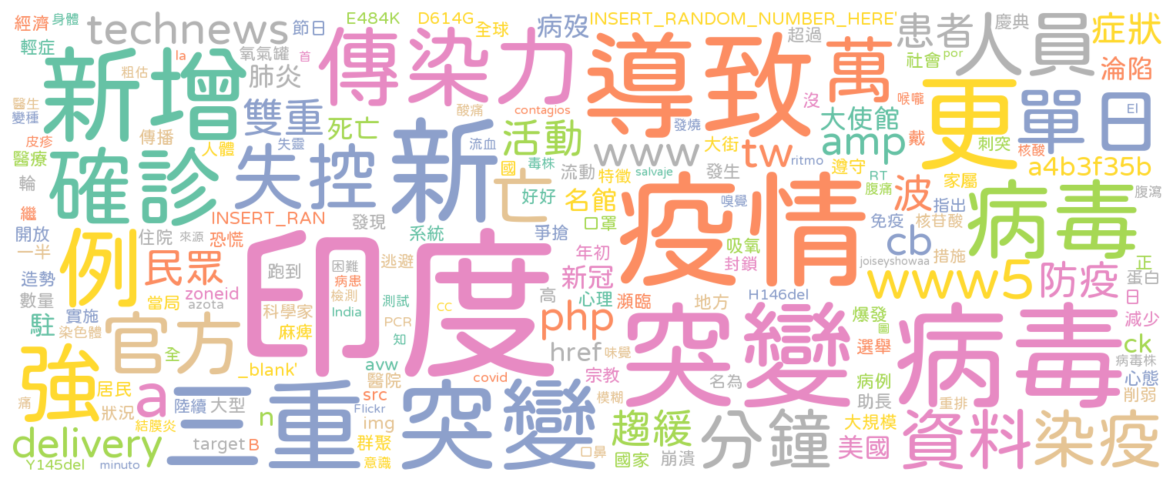 經濟 身體 technews 節日 E484K D614G 全球 病歿 INSERT_RANDOM_NUMBER_HERE' 超過 患者 慶典 人員 症狀
輕症 粗估 la 氧氣罐 首 傳染力 導致 萬 社會 por 淪陷
新增 肺炎 酸痛 contagios 沒 喉嚨 更 單日 El
醫生 變種 雙重 死亡 活動 發燒 大街 大使館 戴 刺突 核酸
皮疹 傳播 人體 失靈 新 流血 www tw ritmo amp 遵守 RT a4b3f35b
醫療 確診 失控 毒株 國 流動 特徵 發生 salvaje 腹痛 家屬 腹瀉
輪 亡 好好 名館 疫情 嗅覺 波 指出 病毒
繼 INSERT_RAN 發現 口罩 免疫 核苷酸
開放 住院 來源 恐慌 系統 爭搶 年初 吸氧 cb
一半 例 民眾 印度 困難 跑到 逃避 新冠 封鎖 joiseyshowaa 措施 正
造勢 zoneid 病患 高 心理 瀕臨 www5 防疫 蛋白
數量 當局 azota 檢測 測試 地方 H146del 日
駐 實施 染色體 科學家 India PCR cc php 突變 爆發 圖 病毒 減少
官方 麻痺 知 href 味覺 選舉 ck
強 全 _blank' avw covid 宗教 名為 病例 病毒株 心態
居民 a 三重 醫院 src 突變 模糊 助長 重排 削弱
痛 狀況 陸續 大型 n img Flickr 趨緩 分鐘 大規模 資料 染疫
結膜炎 群聚 口鼻 美國
delivery target B 意識 國家 崩潰
Y145del minuto